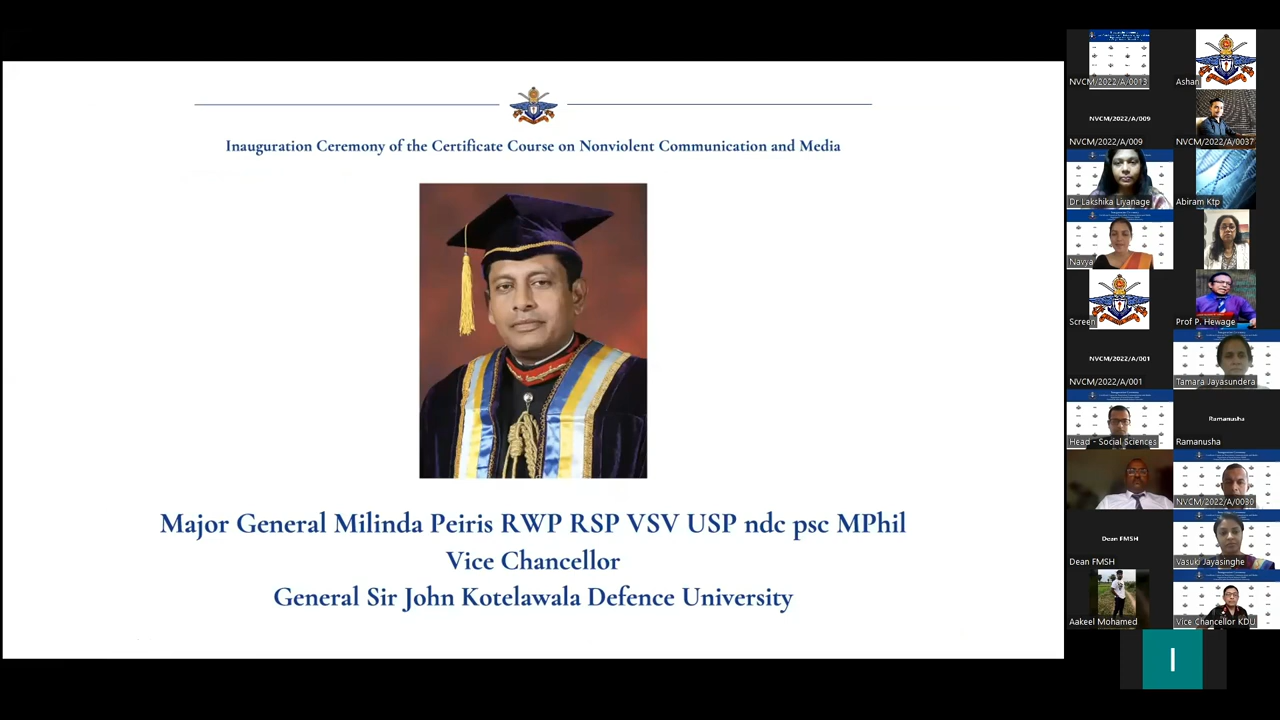 Inauguration Ceremony of the Certificate Course on Nonviolent Communication and Media
Major General Milinda Peiris RWP RSP VSV USP ndc psc MPhil
Vice Chancellor
General Sir John Kotelawala Defence University
NVCM/2022/A/0013
Ashan
NVCM/2022/A/009
NVCM/2022/A/009
NVCM/2022/A/0037
Dr Lakshika Liyanage
Abiram Ktp
Navya
Screen
Prof P. Hewage
NVCM/2022/A/001
NVCM/2022/A/001
Tamara Jayasundera
Head - Social Sciences
Ramanusha
Ramanusha
NVCM/2022/A/0030
Dean FMSH
Dean FMSH
Vasuki Jayasinghe
Aakeel Mohamed
Vice Chancellor KDU
I